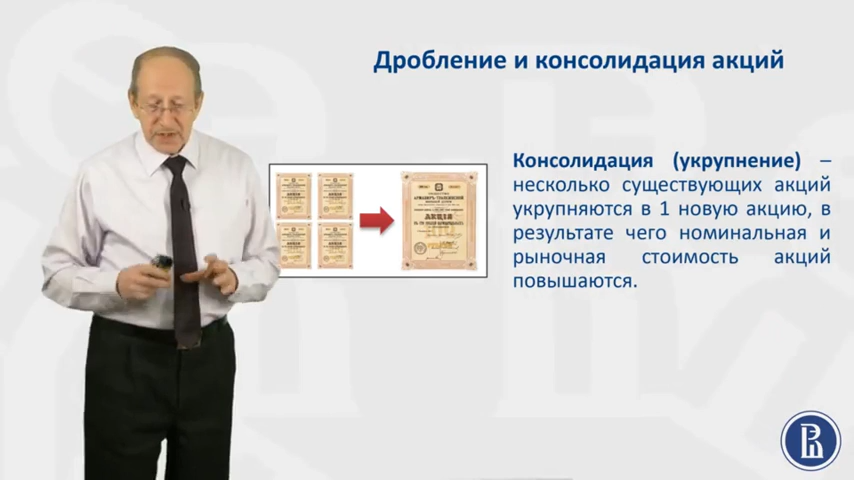 Дробление и консолидация акций
Консолидация (укрупнение) –
несколько существующих акций
укрупняются в 1 новую акцию, в
результате чего номинальная и
рыночная стоимость акций
повышаются.
АКЦІЯ